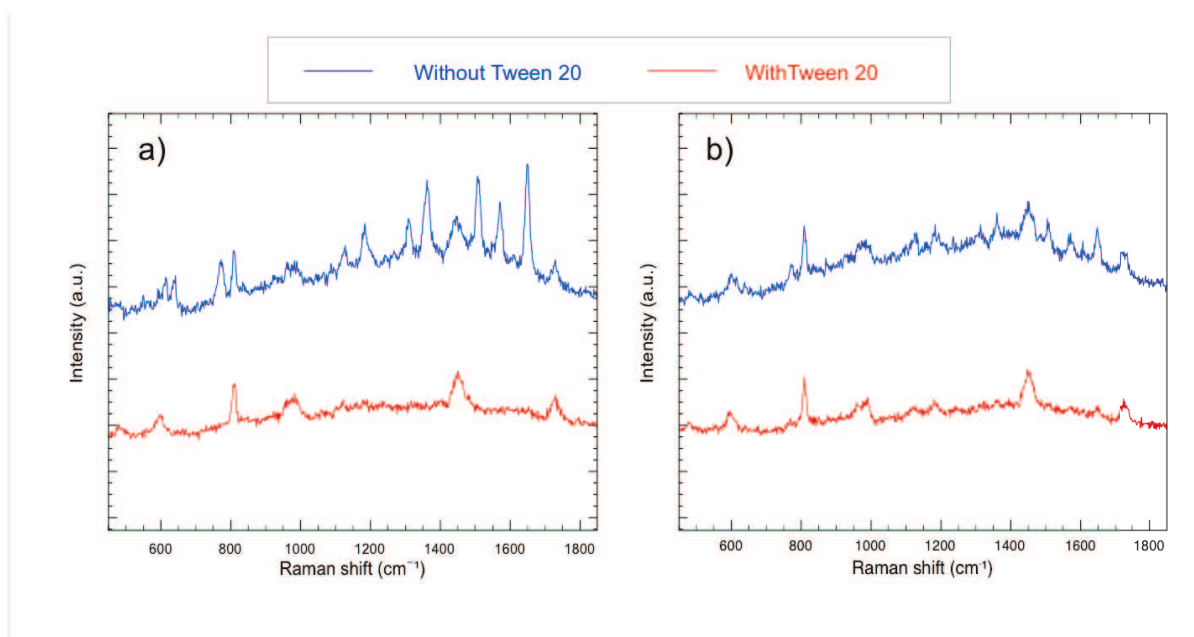 Without Tween 20
WithTween 20
a)
b)
Intensity (a.u.)
Intensity (a.u.)
600 800 1000 1200 1400 1600 1800
600 800 1000 1200 1400 1600 1800
Raman shift (cm⁻¹)
Raman shift (cm⁻¹)